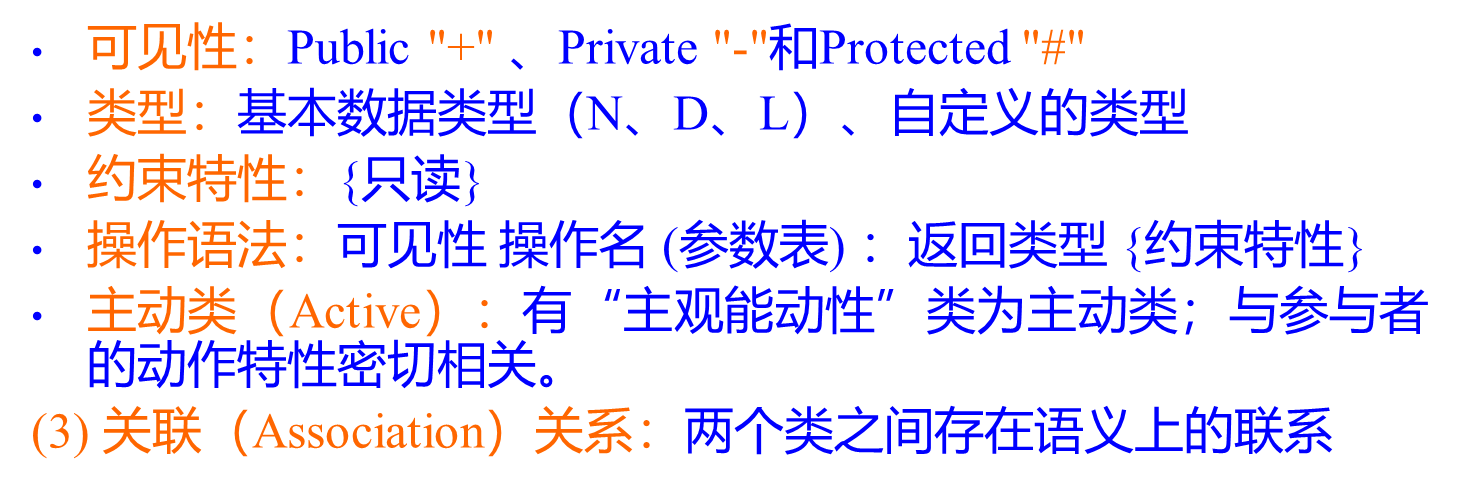 • 可见性：Public "+" 、Private "-"和Protected "#"
• 类型：基本数据类型（N、D、L）、自定义的类型
• 约束特性：{只读}
• 操作语法：可见性 操作名 (参数表) ：返回类型 {约束特性}
• 主动类（Active）：有“主观能动性”类为主动类；与参与者
的动作特性密切相关。
(3) 关联（Association）关系：两个类之间存在语义上的联系